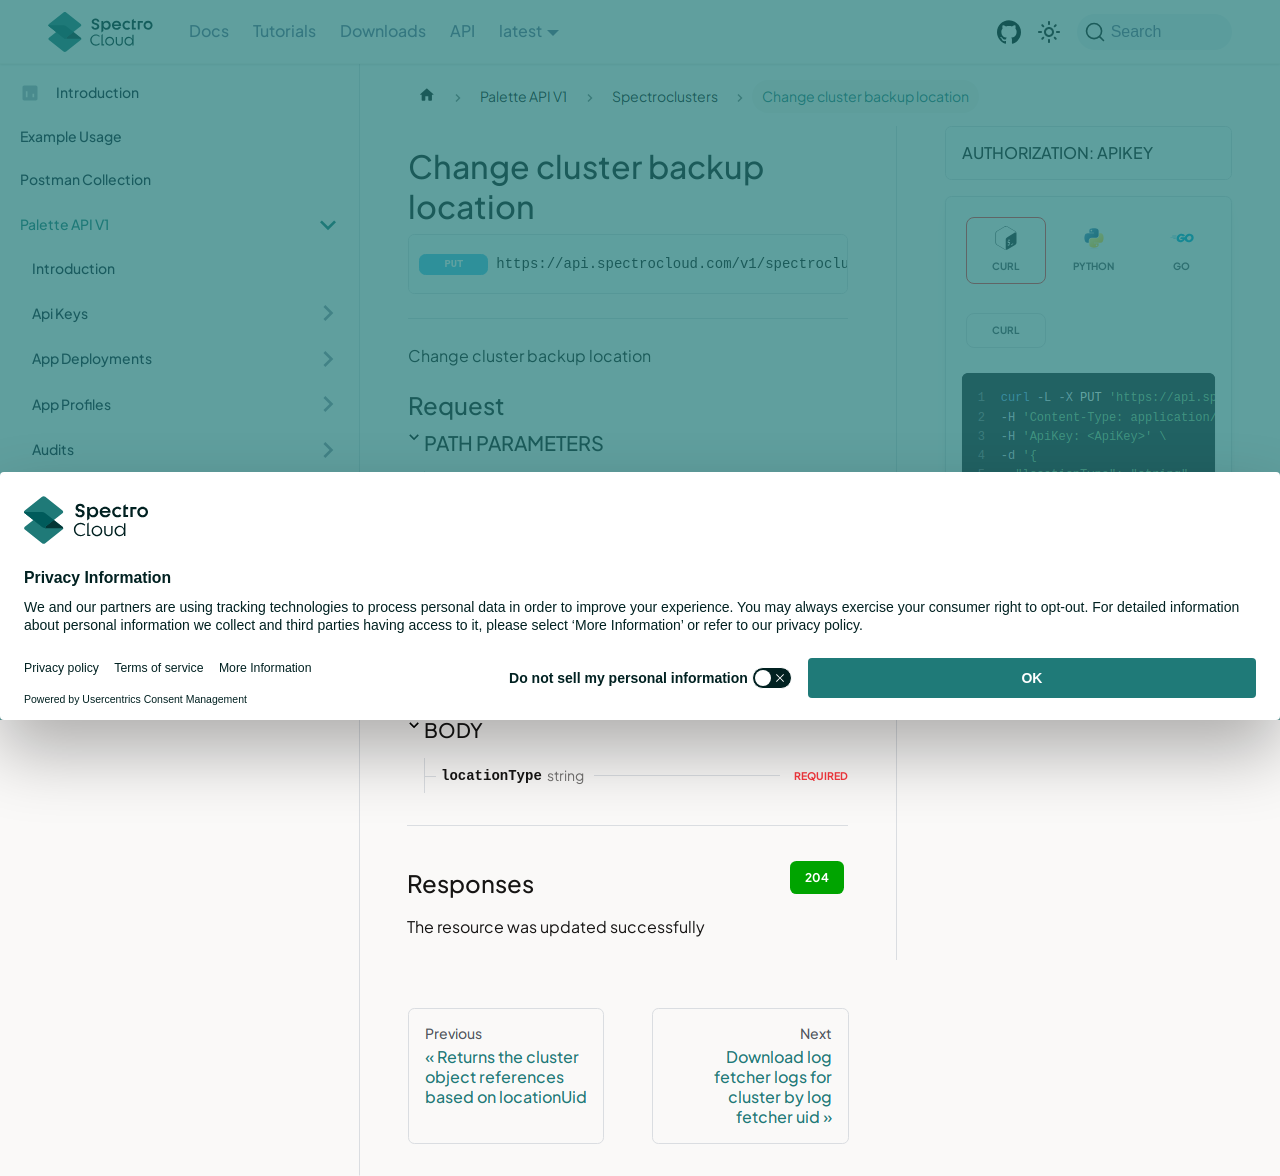 Spectro
Cloud
Docs
Tutorials
Downloads
API
latest
Search
Introduction
Example Usage
Postman Collection
Palette API V1
Introduction
Api Keys
App Deployments
App Profiles
Audits
Palette API V1
Spectroclusters
Change cluster backup location
Change cluster backup
location
PUT
https://api.spectrocloud.com/v1/spectroclu
Change cluster backup location
Request
PATH PARAMETERS
AUTHORIZATION: APIKEY
CURL
PYTHON
GO
CURL
1 curl -L -X PUT 'https://api.sp
2 -H 'Content-Type: application/
3 -H 'ApiKey: <ApiKey>' \
4 -d '{
"locationType": "string"
Spectro
Cloud
Privacy Information
We and our partners are using tracking technologies to process personal data in order to improve your experience. You may always exercise your consumer right to opt-out. For detailed information
about personal information we collect and third parties having access to it, please select ‘More Information’ or refer to our privacy policy.
Privacy policy
Terms of service
More Information
Do not sell my personal information
OK
Powered by Usercentrics Consent Management
BODY
locationType string
REQUIRED
Responses
204
The resource was updated successfully
Previous
« Returns the cluster
object references
based on locationUid
Next
Download log
fetcher logs for
cluster by log
fetcher uid »